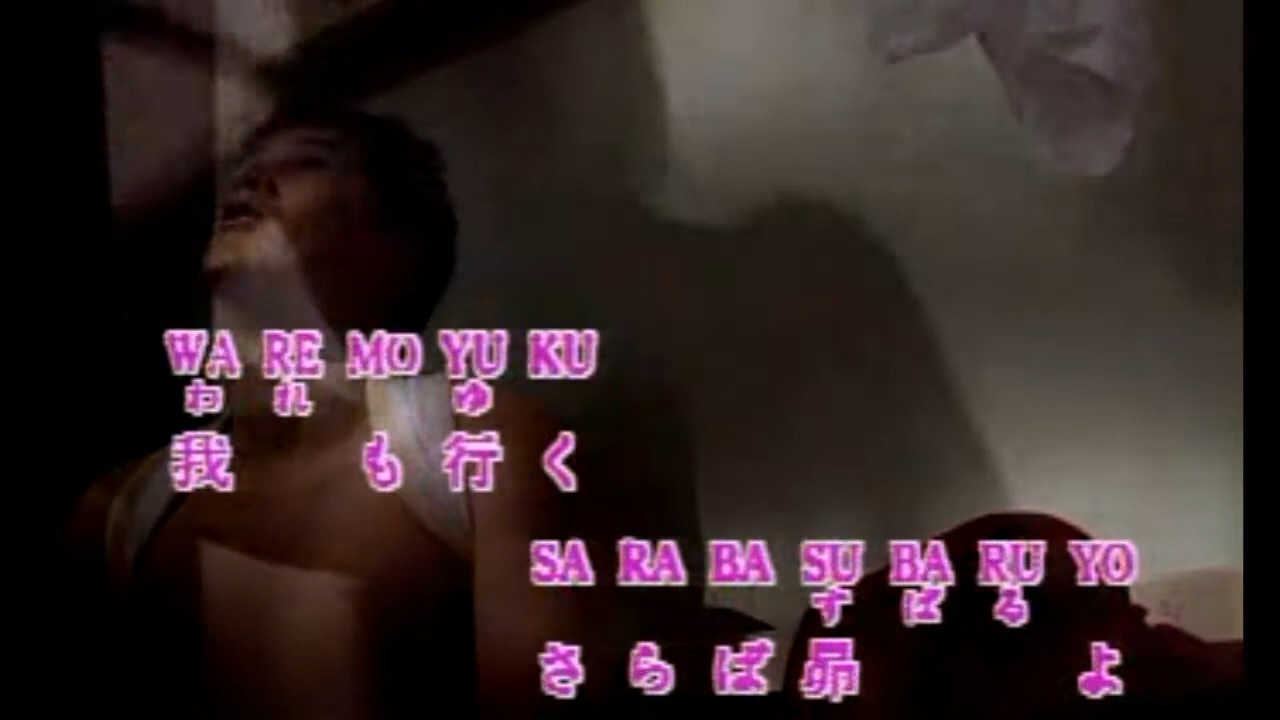 WA RE MO YU KU
わ れ ゆ
我 も 行 く
SA RA BA SU BA RU YO
す ば る
さ ら ば 昴 よ